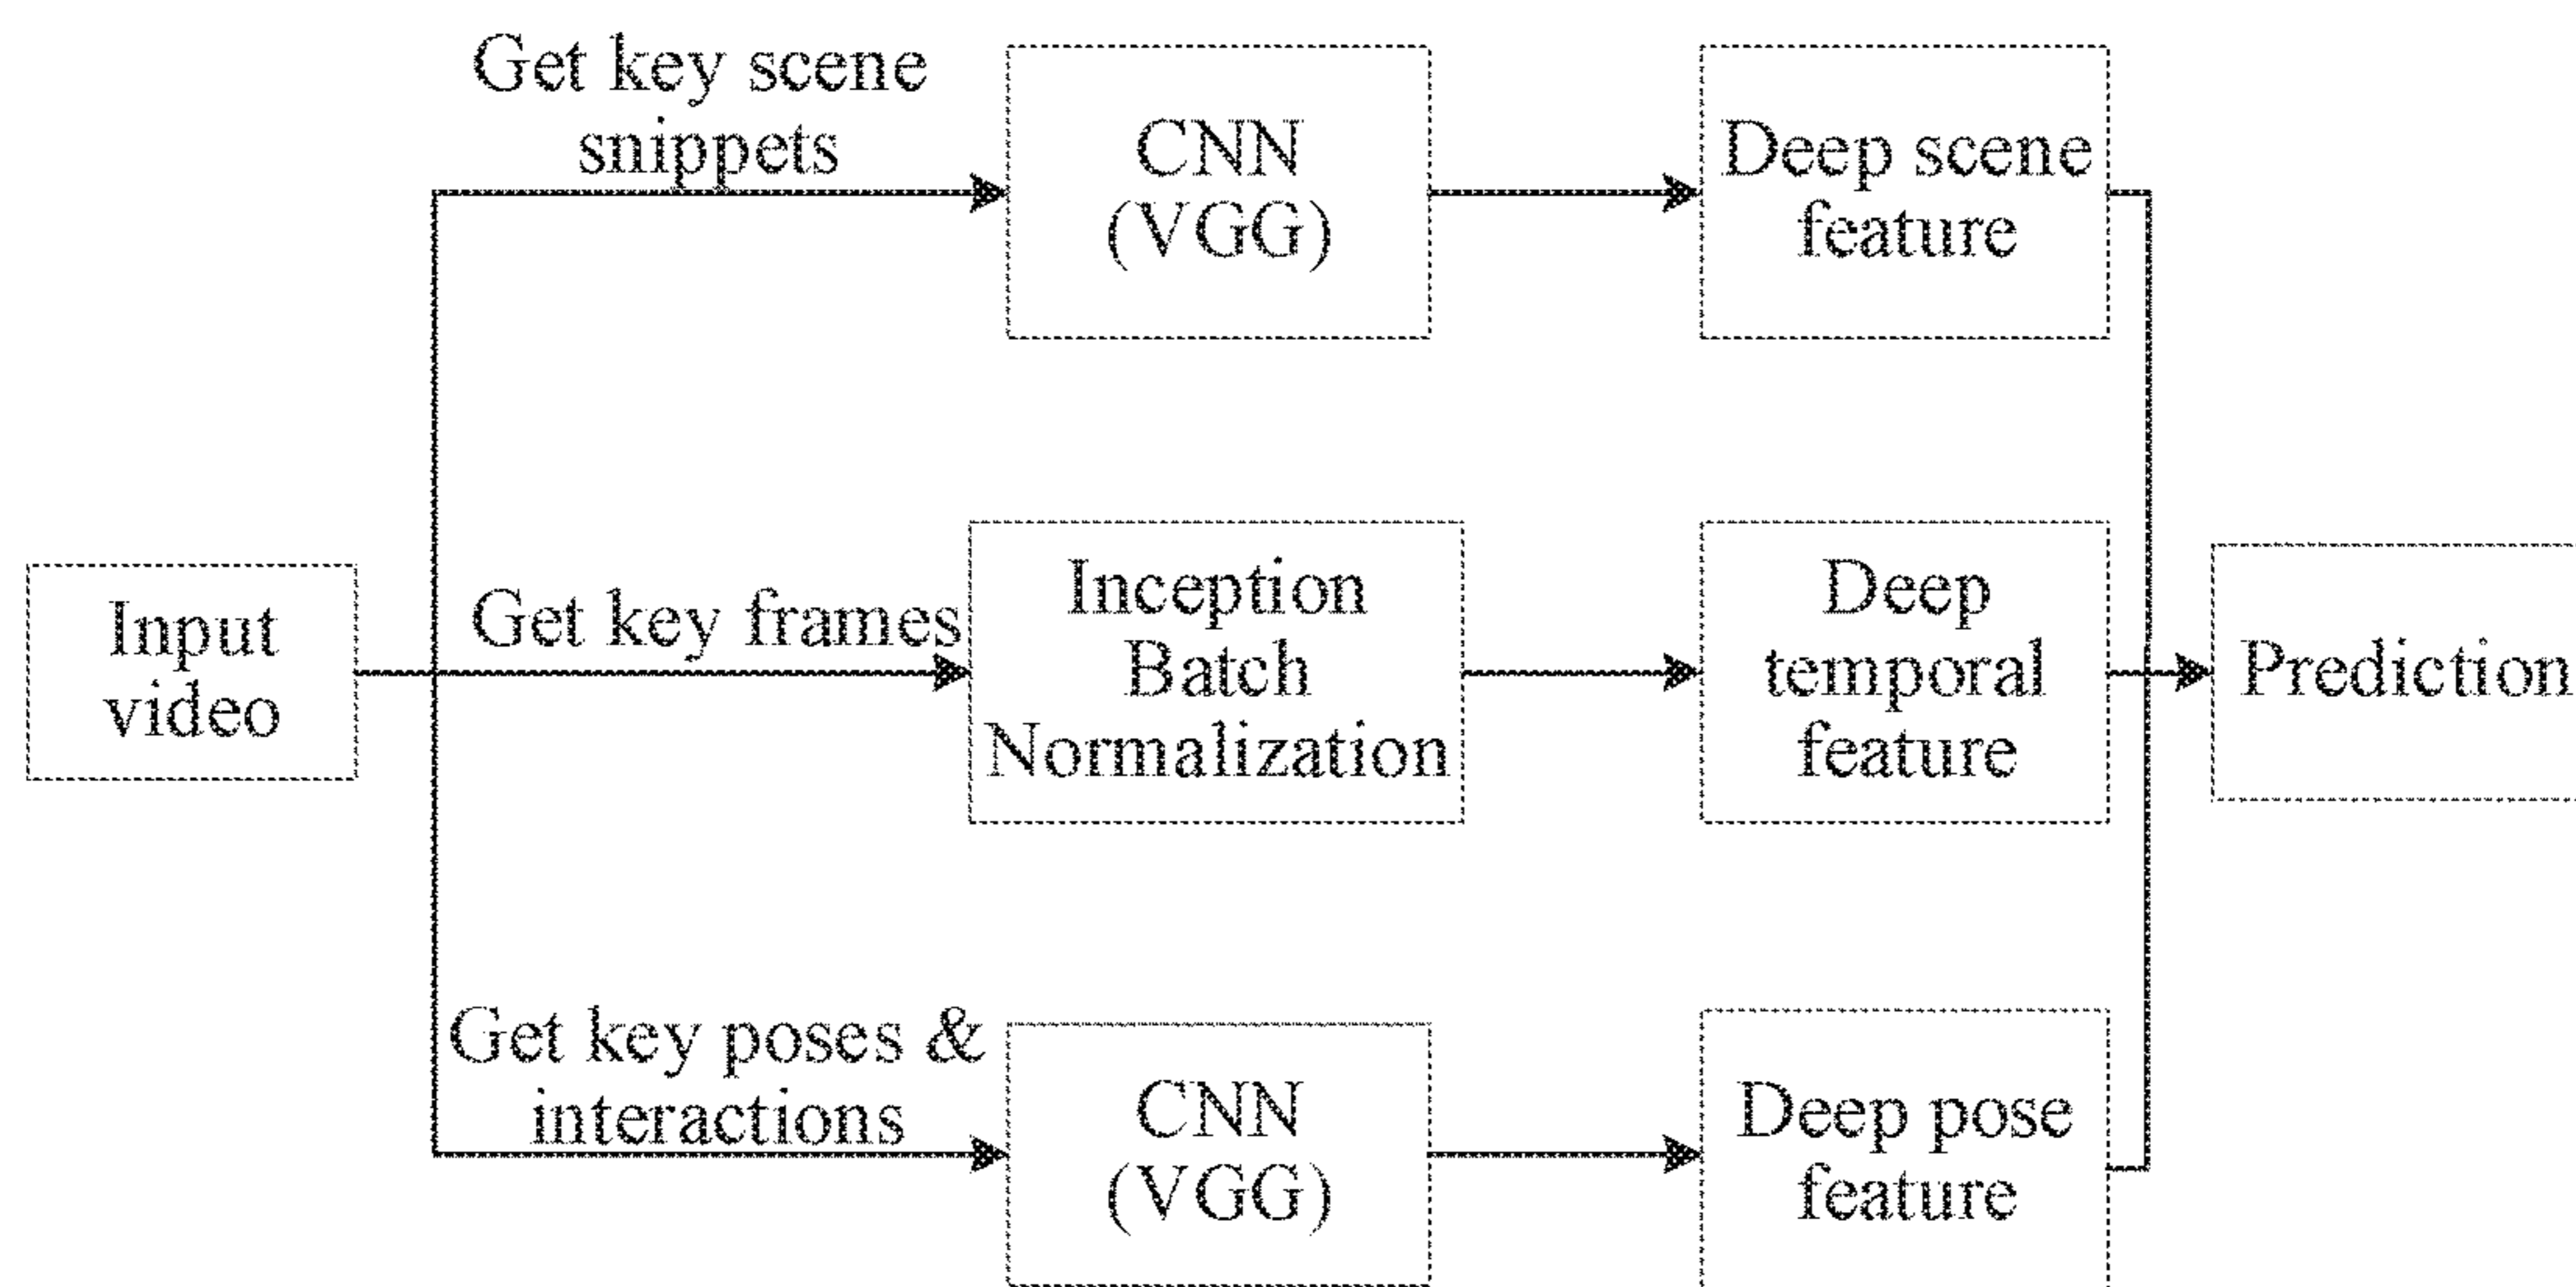 Get key scene
snippets
CNN
(VGG)
Deep scene
feature
Input
video
Get key frames
Inception
Batch
Normalization
Deep
temporal
feature
Prediction
Get key poses &
interactions
CNN
(VGG)
Deep pose
feature